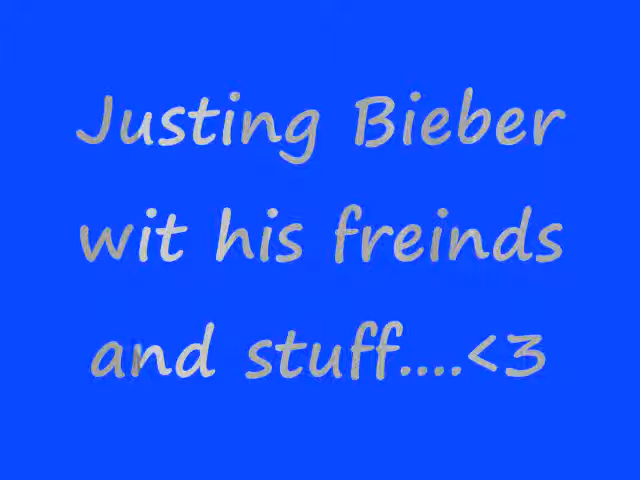 Justing Bieber
wit his freinds
and stuff....<3